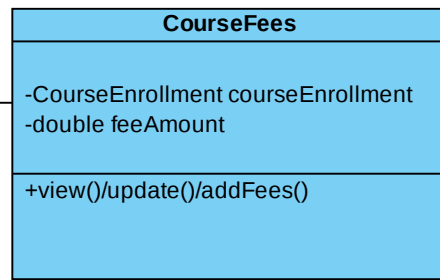 CourseFees
-CourseEnrollment courseEnrollment
-double feeAmount
+view()/update()/addFees()